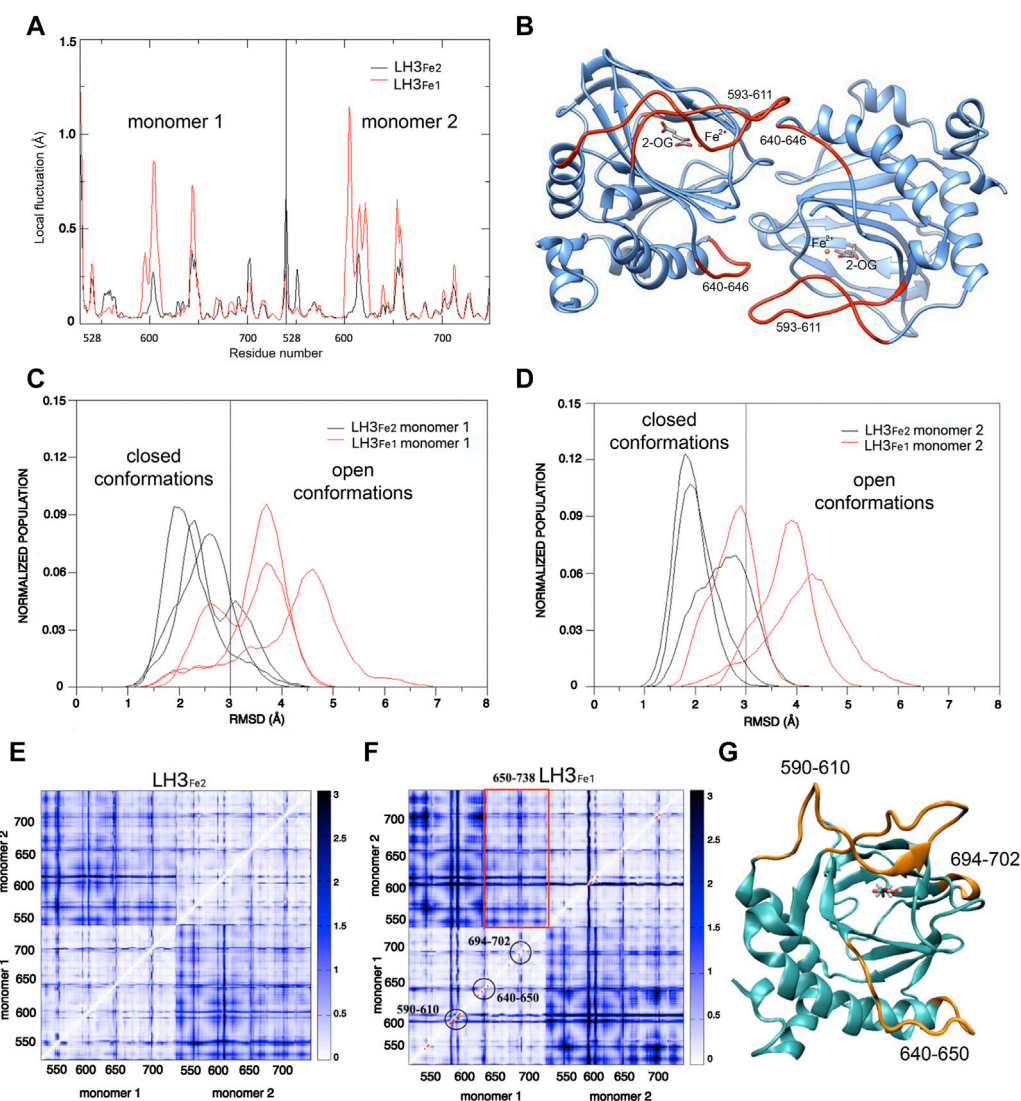 A
1.5
1.0
0.5
0
Local fluctuation (Å)
LH3Fe2
LH3Fe1
monomer 1
monomer 2
528 600 700 528 600 700
Residue number
B
593-611
2-OG
Fe2+
640-646
Fe2+
2-OG
640-646
593-611
C
0.15
0.12
0.09
0.06
0.03
0
NORMALIZED POPULATION
closed
conformations
LH3Fe2 monomer 1
LH3Fe1 monomer 1
open
conformations
0 1 2 3 4 5 6 7 8
RMSD (Å)
D
0.15
0.12
0.09
0.06
0.03
0
NORMALIZED POPULATION
closed
conformations
LH3Fe2 monomer 2
LH3Fe1 monomer 2
open
conformations
0 1 2 3 4 5 6 7 8
RMSD (Å)
E
LH3Fe2
monomer 2
700
650
600
550
monomer 1
700
650
600
550
550 600 650 700 550 600 650 700
monomer 1 monomer 2
3
2.5
2
1.5
1
0.5
0
F
650-738 LH3Fe1
monomer 2
700
650
600
550
monomer 1
700
650
600
550
694-702
640-650
590-610
550 600 650 700 550 600 650 700
monomer 1 monomer 2
3
2.5
2
1.5
1
0.5
0
G
590-610
694-702
640-650